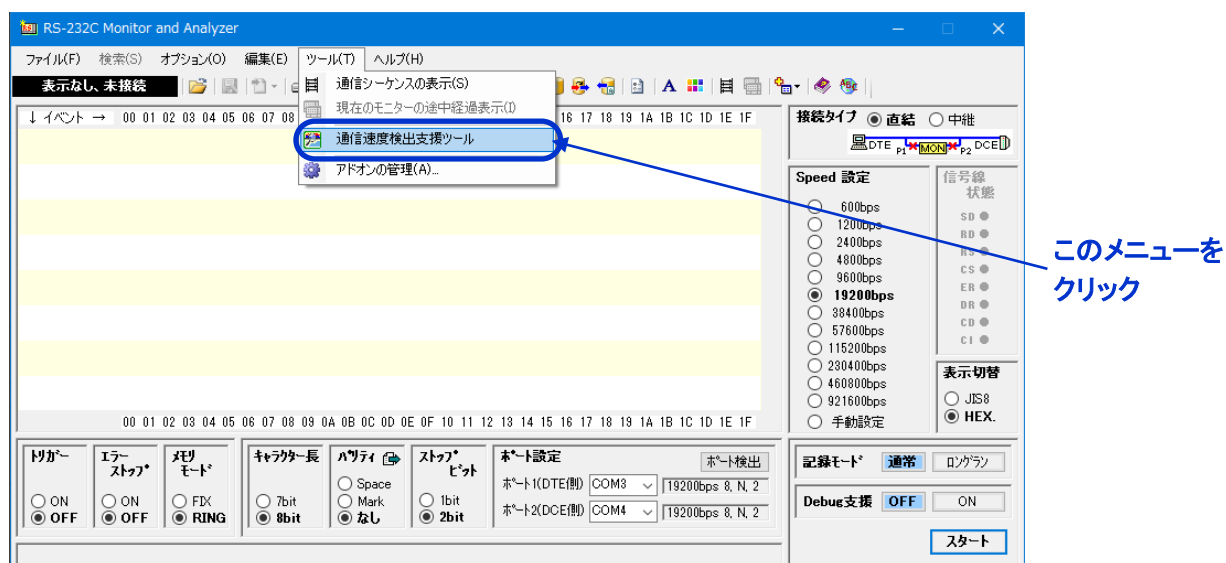 RS-232C Monitor and Analyzer
ファイル(F) 検索(S) オプション(O) 編集(E) ツール(T) ヘルプ(H)
表示なし、未接続
通信シーケンスの表示(S)
現在のモニターの途中経過表示(I)
通信速度検出支援ツール
アドオンの管理(A)...
↓ イベント → 00 01 02 03 04 05 06 07 08 16 17 18 19 1A 1B 1C 1D 1E 1F
00 01 02 03 04 05 06 07 08 09 0A 0B 0C 0D 0E 0F 10 11 12 13 14 15 16 17 18 19 1A 1B 1C 1D 1E 1F
接続タイプ 直結 中継
DTE P1 MON P2 DCE
Speed 設定
600bps
1200bps
2400bps
4800bps
9600bps
19200bps
38400bps
57600bps
115200bps
230400bps
460800bps
921600bps
手動設定
信号線
状態
SD
RD
RS
CS
ER
DR
CD
CI
表示切替
JIS8
HEX.
このメニューを
クリック
トリガー
ON
OFF
エラー
ストップ
ON
OFF
メモリ
モード
FIX
RING
キャラクター長
7bit
8bit
パリティ
Space
Mark
なし
ストップ
ビット
1bit
2bit
ポート設定 ポート検出
ポート1(DTE側) COM3 19200bps 8, N, 2
ポート2(DCE側) COM4 19200bps 8, N, 2
記録モード 通常 ロングラン
Debug支援 OFF ON
スタート